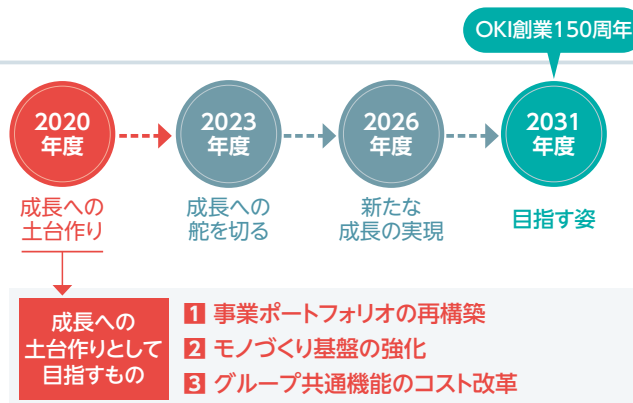 OKI創業150周年
2020
年度
2023
年度
2026
年度
2031
年度
成長への
土台作り
成長への
舵を切る
新たな
成長の実現
目指す姿
成長への
土台作りとして
目指すもの
1 事業ポートフォリオの再構築
2 モノづくり基盤の強化
3 グループ共通機能のコスト改革